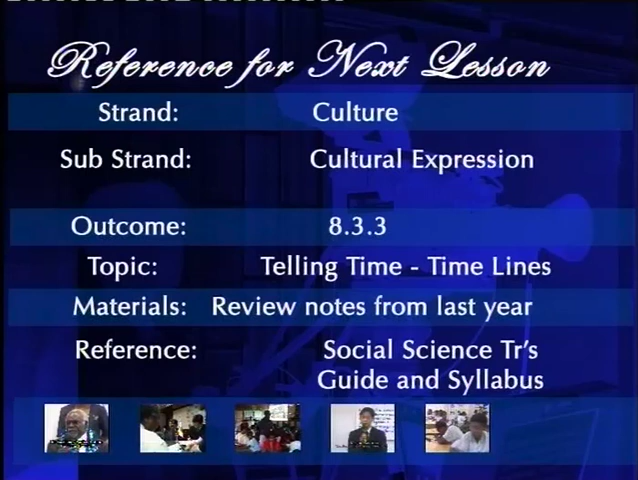 Reference for Next Lesson
Strand: Culture
Sub Strand: Cultural Expression
Outcome: 8.3.3
Topic: Telling Time - Time Lines
Materials: Review notes from last year
Reference: Social Science Tr's
Guide and Syllabus